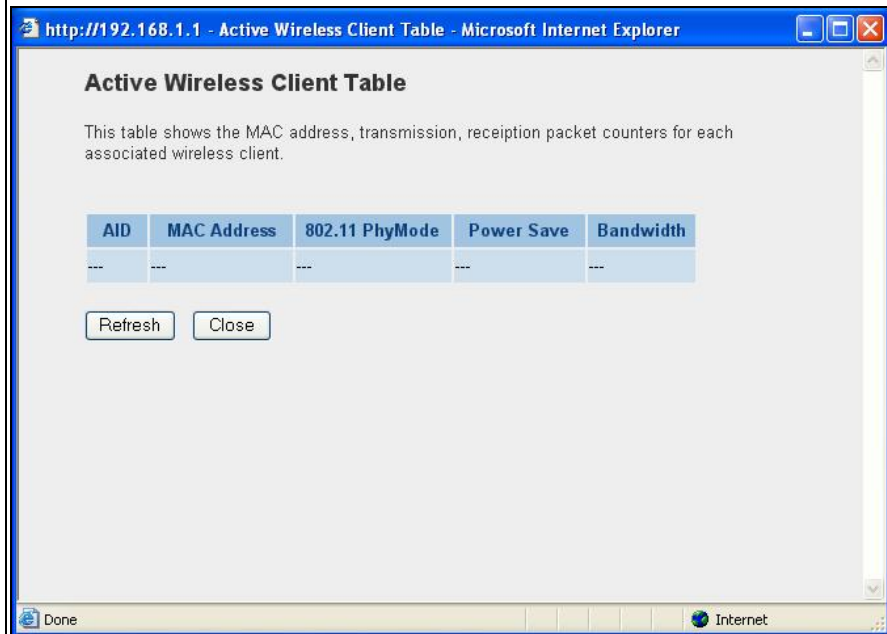 http://192.168.1.1 - Active Wireless Client Table - Microsoft Internet Explorer
Active Wireless Client Table
This table shows the MAC address, transmission, receiption packet counters for each
associated wireless client.
AID MAC Address 802.11 PhyMode Power Save Bandwidth
--- --- --- --- ---
Refresh Close
Done Internet